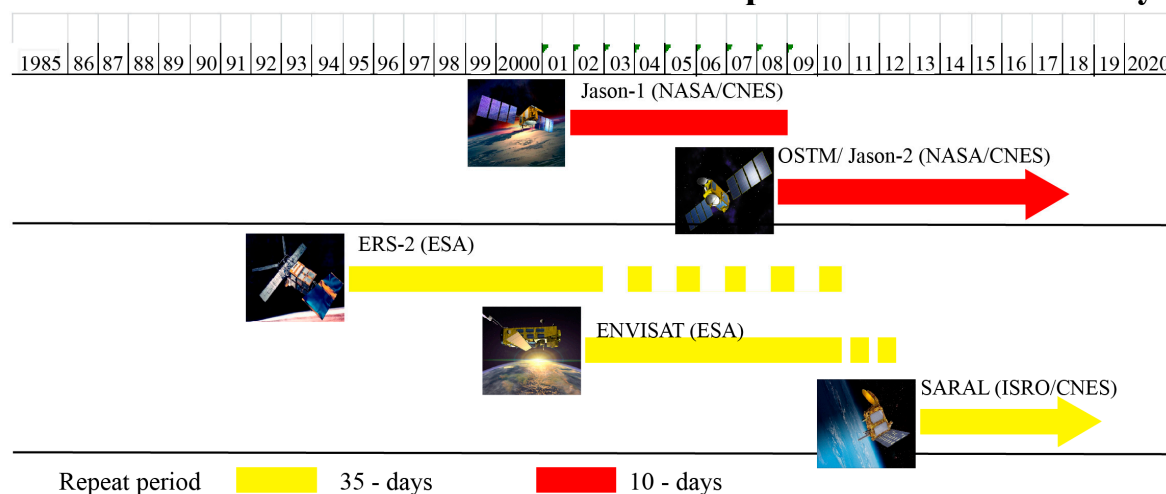 1985 86 87 88 89 90 91 92 93 94 95 96 97 98 99 2000 01 02 03 04 05 06 07 08 09 10 11 12 13 14 15 16 17 18 19 2020
Jason-1 (NASA/CNES)
OSTM/ Jason-2 (NASA/CNES)
ERS-2 (ESA)
ENVISAT (ESA)
SARAL (ISRO/CNES)
Repeat period 35 - days 10 - days